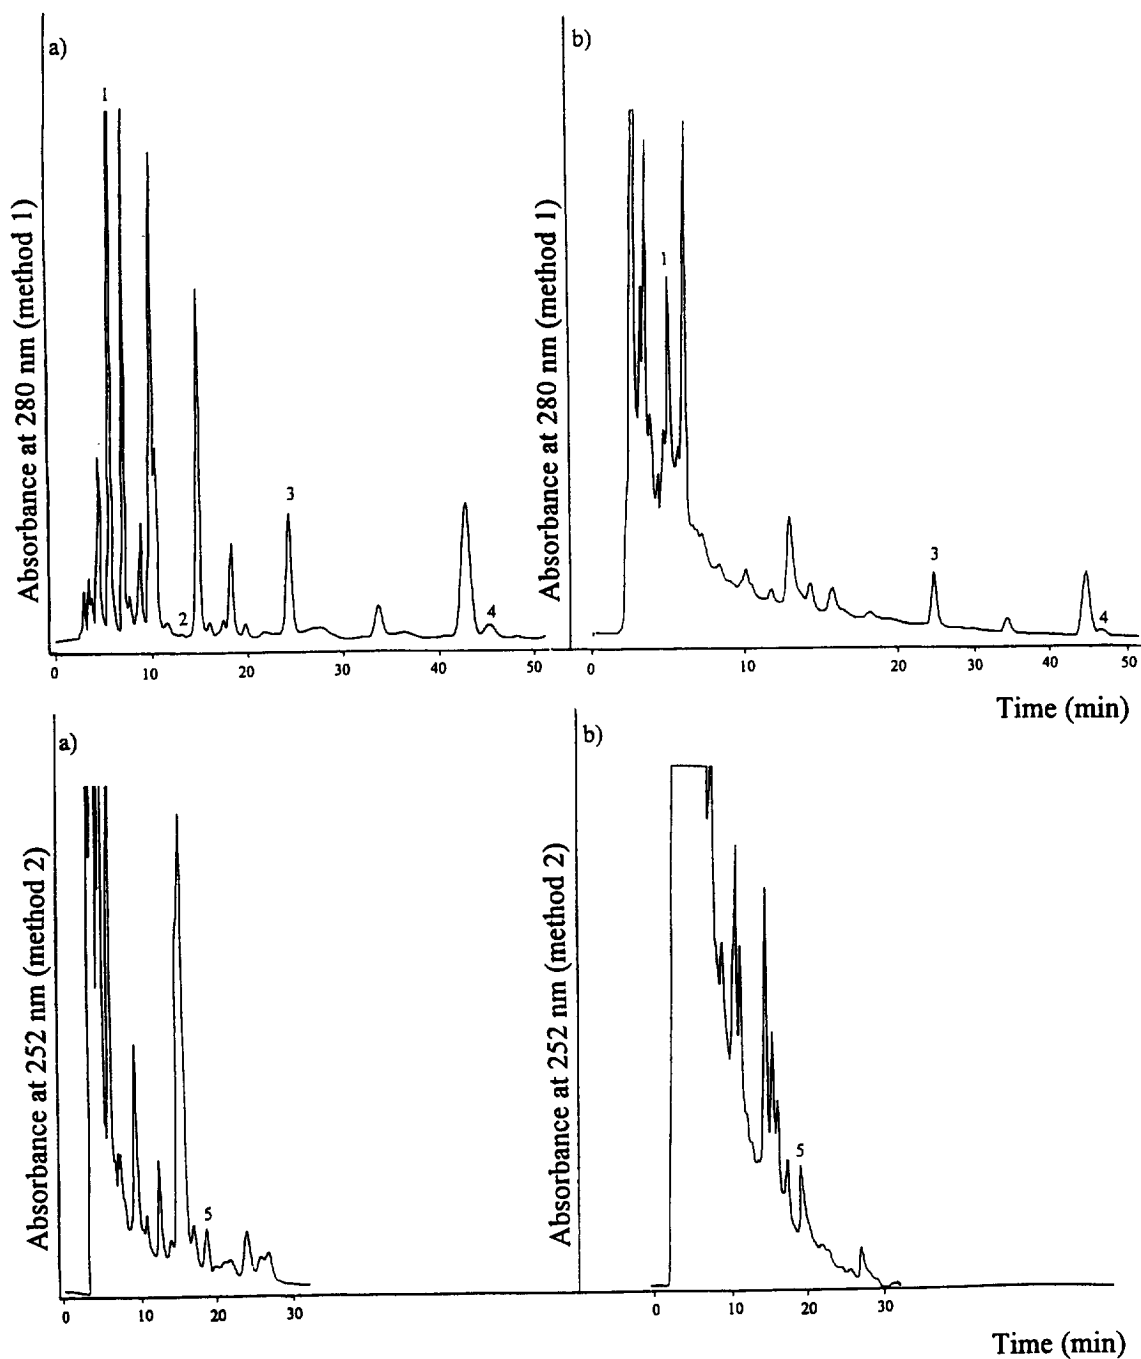 a)
1
2
3
4
Absorbance at 280 nm (method 1)
0 10 20 30 40 50
b)
1
3
4
Absorbance at 280 nm (method 1)
0 10 20 30 40 50
Time (min)
a)
5
Absorbance at 252 nm (method 2)
0 10 20 30
b)
5
Absorbance at 252 nm (method 2)
0 10 20 30
Time (min)